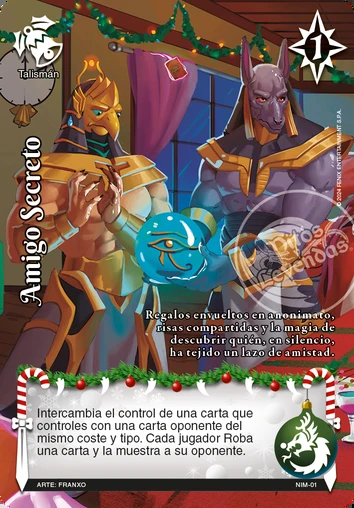 Talismán
1
Amigo Secreto
© 2024 FENIX ENTERTAINMENT S.P.A.
Mitos
Leyendas
Regalos envueltos en anonimato,
risas compartidas y la magia de
descubrir quién, en silencio,
ha tejido un lazo de amistad.
Intercambia el control de una carta que
controles con una carta oponente del
mismo coste y tipo. Cada jugador Roba
una carta y la muestra a su oponente.
ARTE: FRANXO
NIM-01